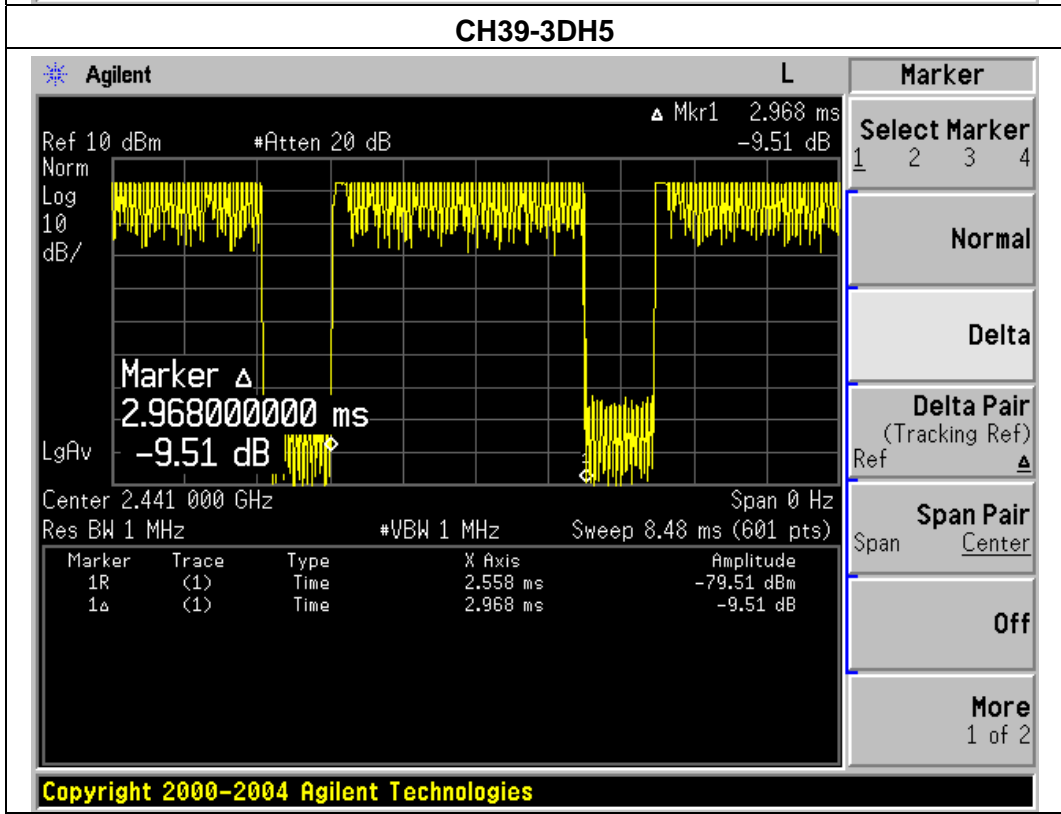 CH39-3DH5
Agilent L Marker
Δ Mkr1 2.968 ms
Ref 10 dBm #Atten 20 dB -9.51 dB
Norm
Log
10
dB/
Marker Δ
2.968000000 ms
-9.51 dB
LgAv
1
Center 2.441 000 GHz Span 0 Hz
Res BW 1 MHz #VBW 1 MHz Sweep 8.48 ms (601 pts)
Marker Trace Type X Axis Amplitude
1R (1) Time 2.558 ms -79.51 dBm
1Δ (1) Time 2.968 ms -9.51 dB
Select Marker
1 2 3 4
Normal
Delta
Delta Pair
(Tracking Ref)
Ref Δ
Span Pair
Span Center
Off
More
1 of 2
Copyright 2000-2004 Agilent Technologies